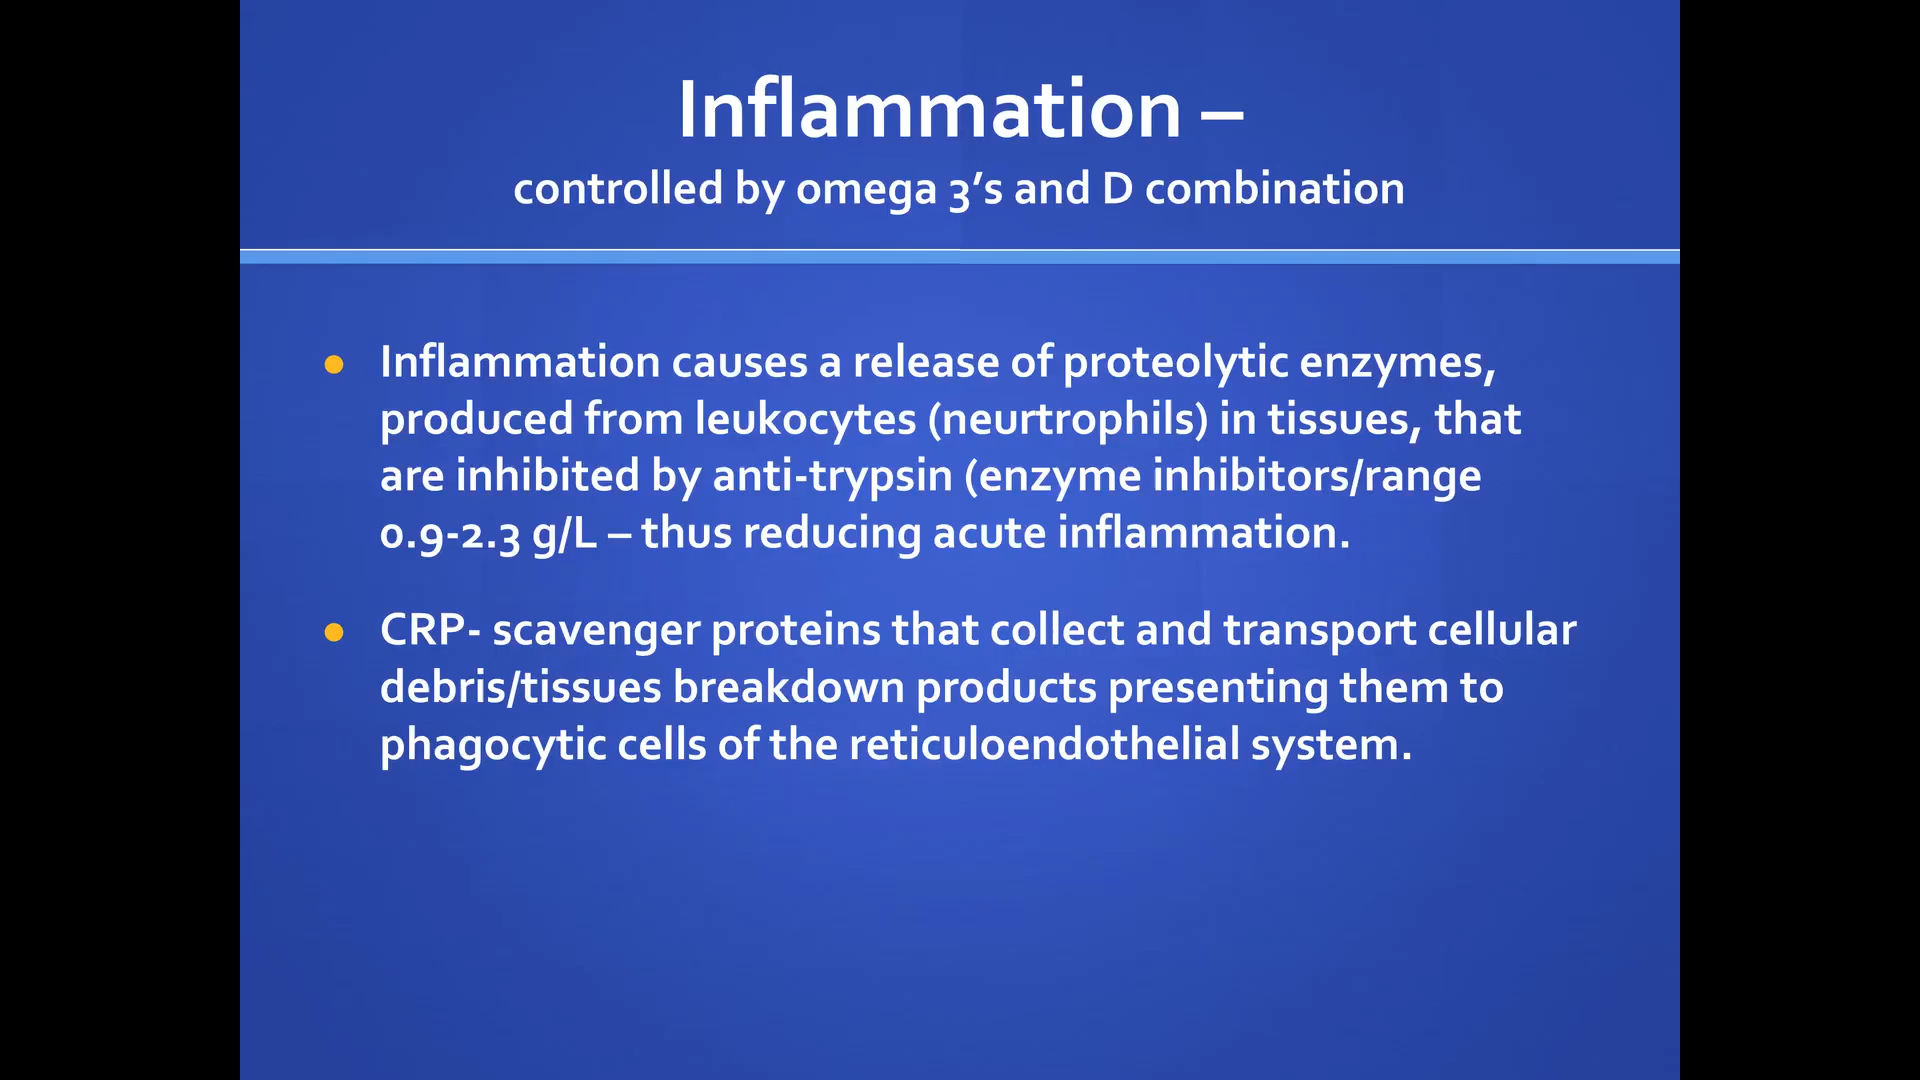 Inflammation –
controlled by omega 3’s and D combination
Inflammation causes a release of proteolytic enzymes,
produced from leukocytes (neurtrophils) in tissues, that
are inhibited by anti-trypsin (enzyme inhibitors/range
0.9-2.3 g/L – thus reducing acute inflammation.
CRP- scavenger proteins that collect and transport cellular
debris/tissues breakdown products presenting them to
phagocytic cells of the reticuloendothelial system.